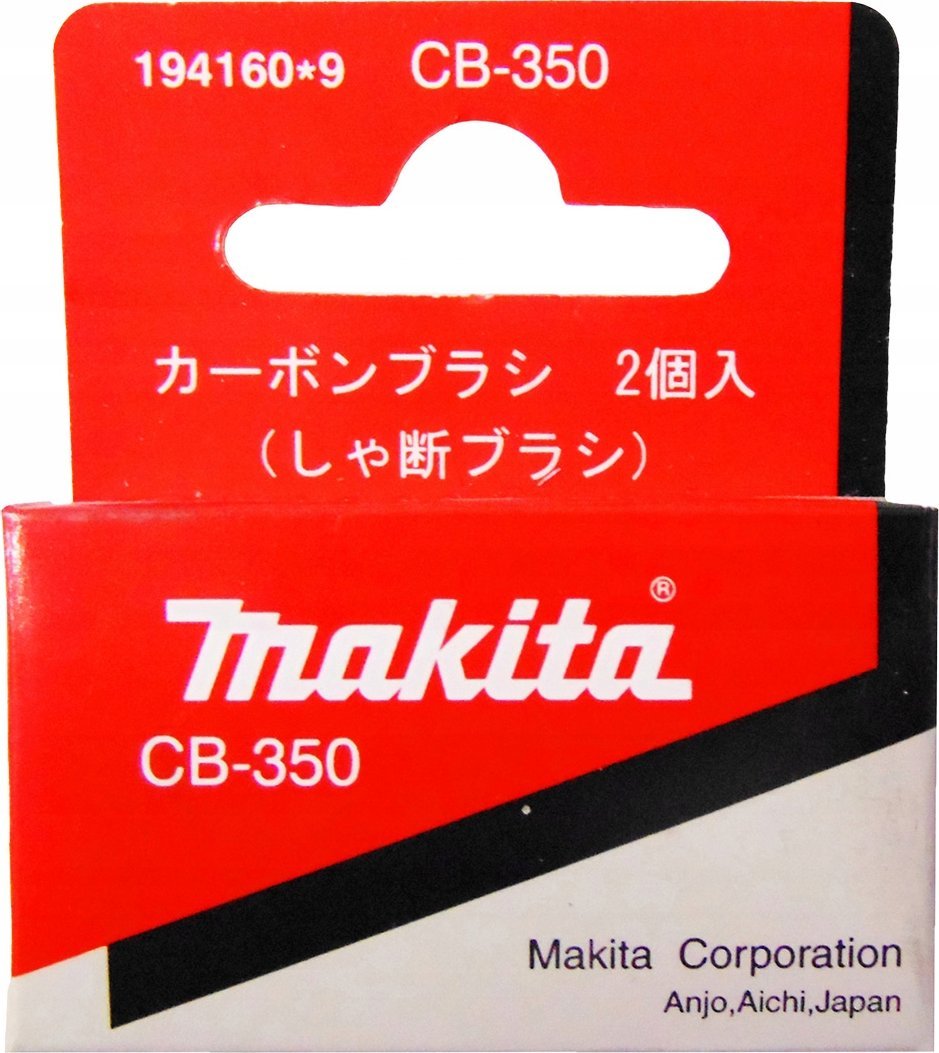 194160*9 CB-350
カーボンブラシ 2個入
(しゃ断ブラシ)
makita®
CB-350
Makita Corporation
Anjo,Aichi,Japan